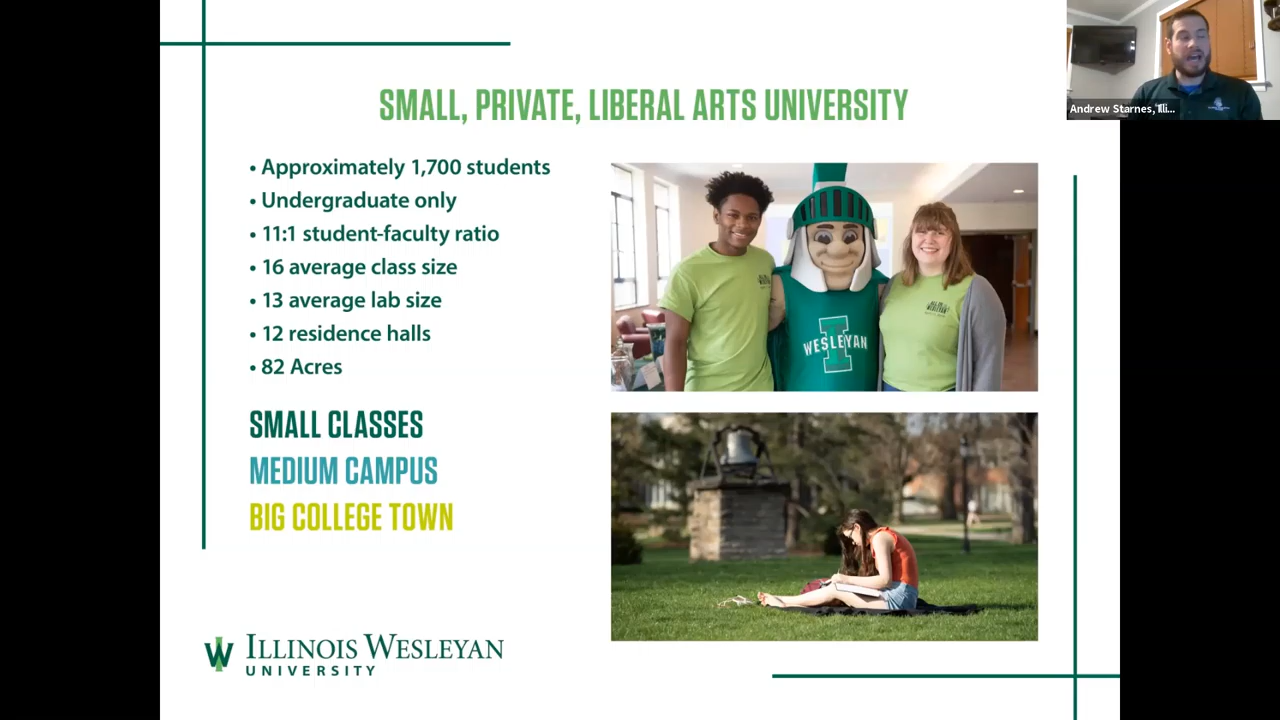 SMALL, PRIVATE, LIBERAL ARTS UNIVERSITY
• Approximately 1,700 students
• Undergraduate only
• 11:1 student-faculty ratio
• 16 average class size
• 13 average lab size
• 12 residence halls
• 82 Acres
SMALL CLASSES
MEDIUM CAMPUS
BIG COLLEGE TOWN
I
WESLEYAN
W
ILLINOIS WESLEYAN
UNIVERSITY
Andrew Starnes, Illi...